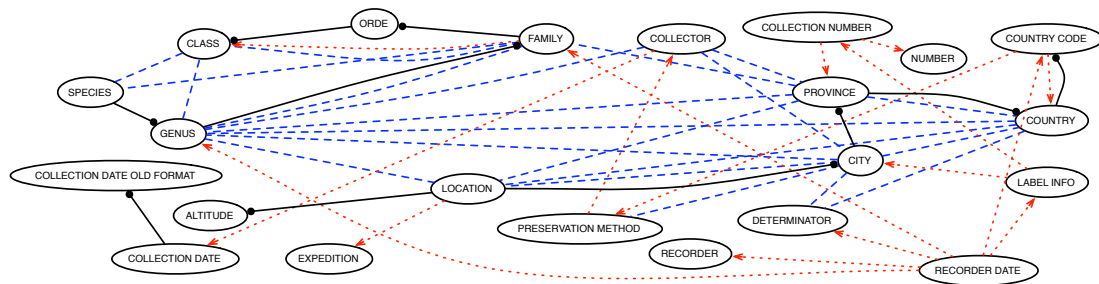 ORDE
COLLECTION NUMBER
CLASS
FAMILY
COLLECTOR
COUNTRY CODE
NUMBER
SPECIES
PROVINCE
GENUS
COUNTRY
CITY
COLLECTION DATE OLD FORMAT
LOCATION
LABEL INFO
ALTITUDE
PRESERVATION METHOD
DETERMINATOR
COLLECTION DATE
EXPEDITION
RECORDER
RECORDER DATE